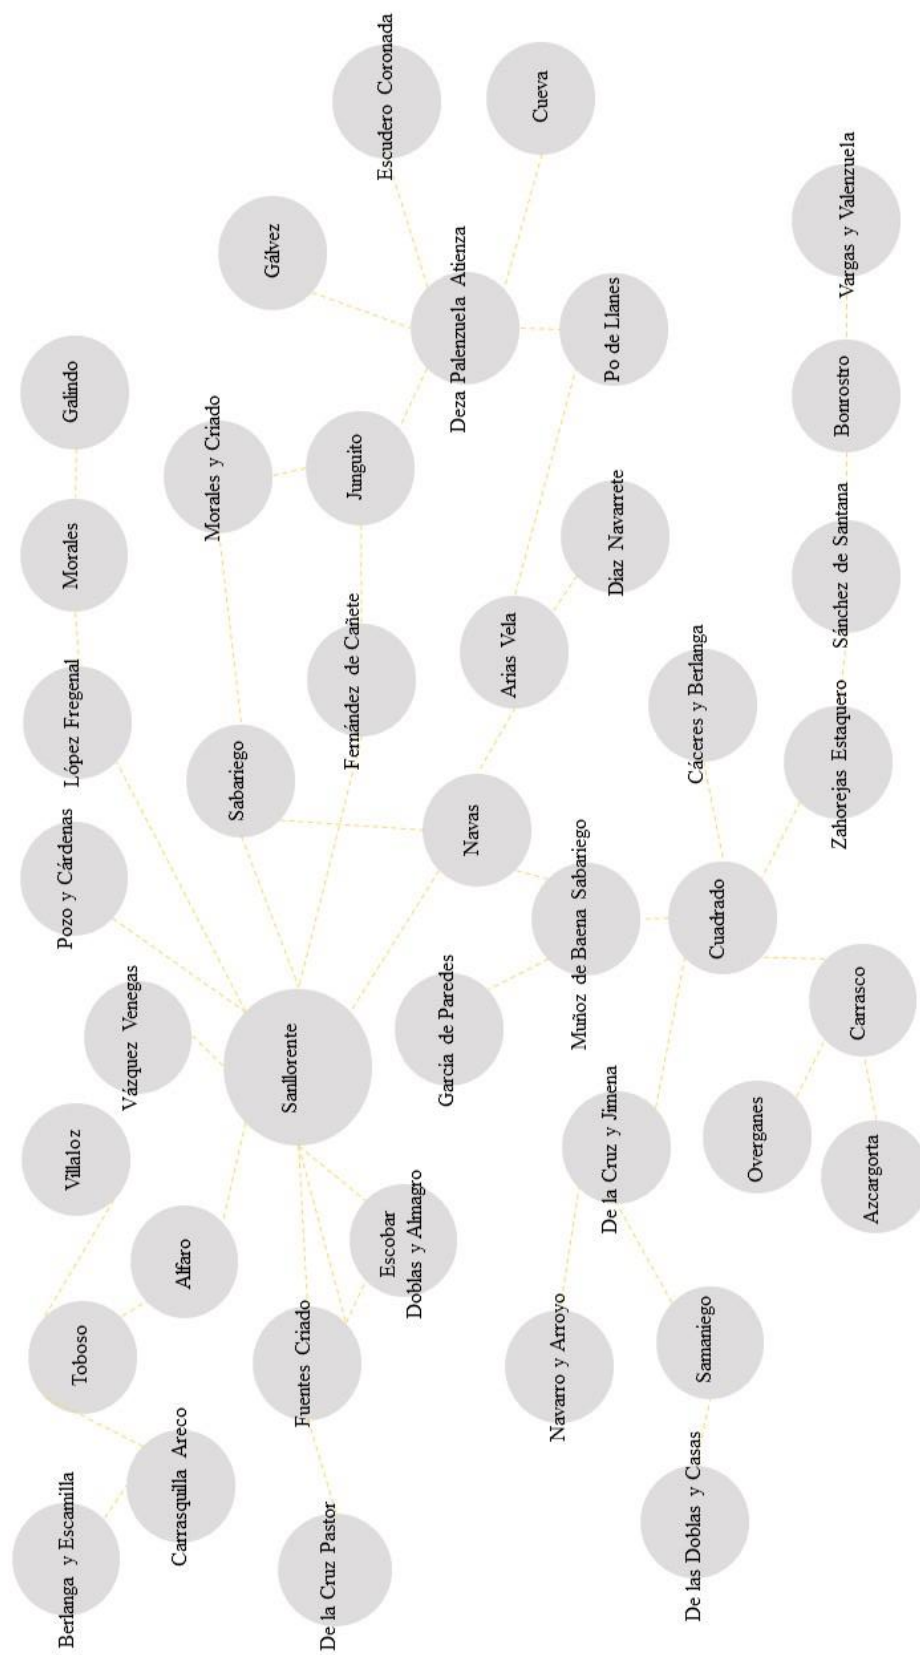 Berlanga y Escamilla
Toboso
Villaloz
Pozo y Cárdenas
López Fregenal
Morales
Galindo
Carrasquilla Areco
Alfaro
Vázquez Venegas
Sabariego
Morales y Criado
Gálvez
De la Cruz Pastor
Fuentes Criado
Sanllorente
Fernández de Cañete
Junguito
Escudero Coronada
Escobar
Doblas y Almagro
García de Paredes
Navas
Arias Vela
Deza Palenzuela Atienza
Cueva
Navarro y Arroyo
De la Cruz y Jimena
Muñoz de Baena Sabariego
Diaz Navarrete
Po de Llanes
De las Doblas y Casas
Samaniego
Overganes
Cuadrado
Cáceres y Berlanga
Azcargorta
Carrasco
Zahorejas Estaquero
Sánchez de Santana
Bonrostro
Vargas y Valenzuela